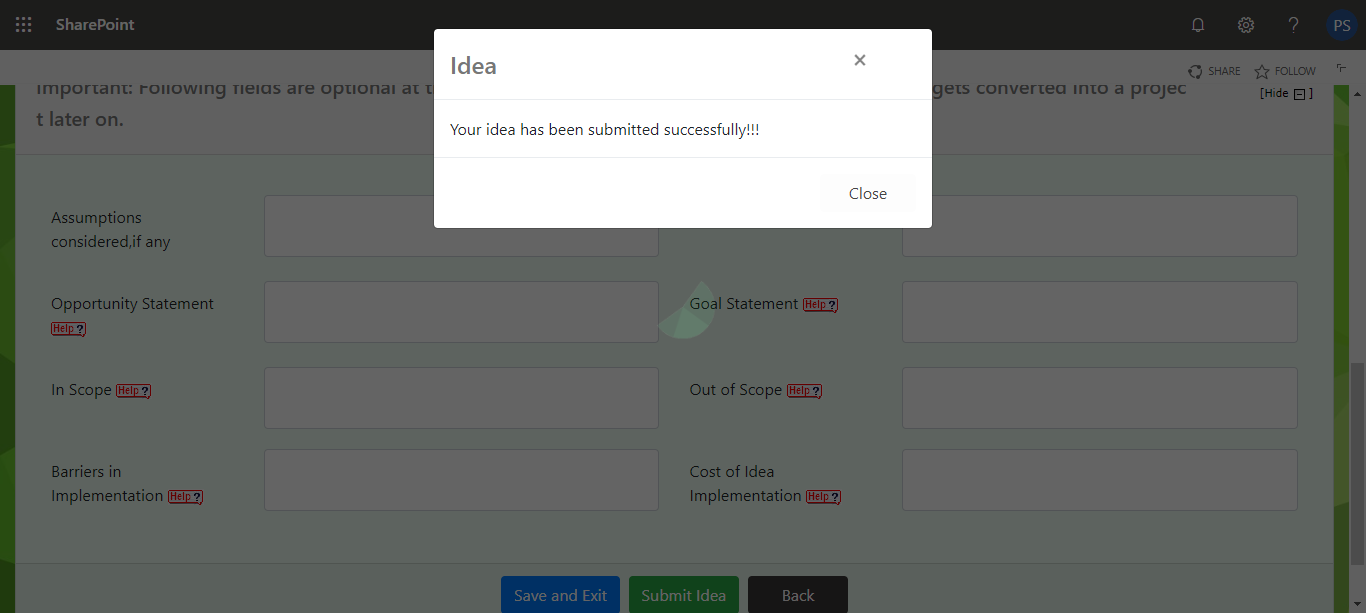 SharePoint
PS
Idea
×
SHARE
FOLLOW
Important: Following fields are optional at t
gets converted into a projec
[Hide ]
t later on.
Your idea has been submitted successfully!!!
Close
Assumptions
considered,if any
Opportunity Statement
Help ?
Goal Statement Help ?
In Scope Help ?
Out of Scope Help ?
Barriers in
Implementation Help ?
Cost of Idea
Implementation Help ?
Save and Exit
Submit Idea
Back